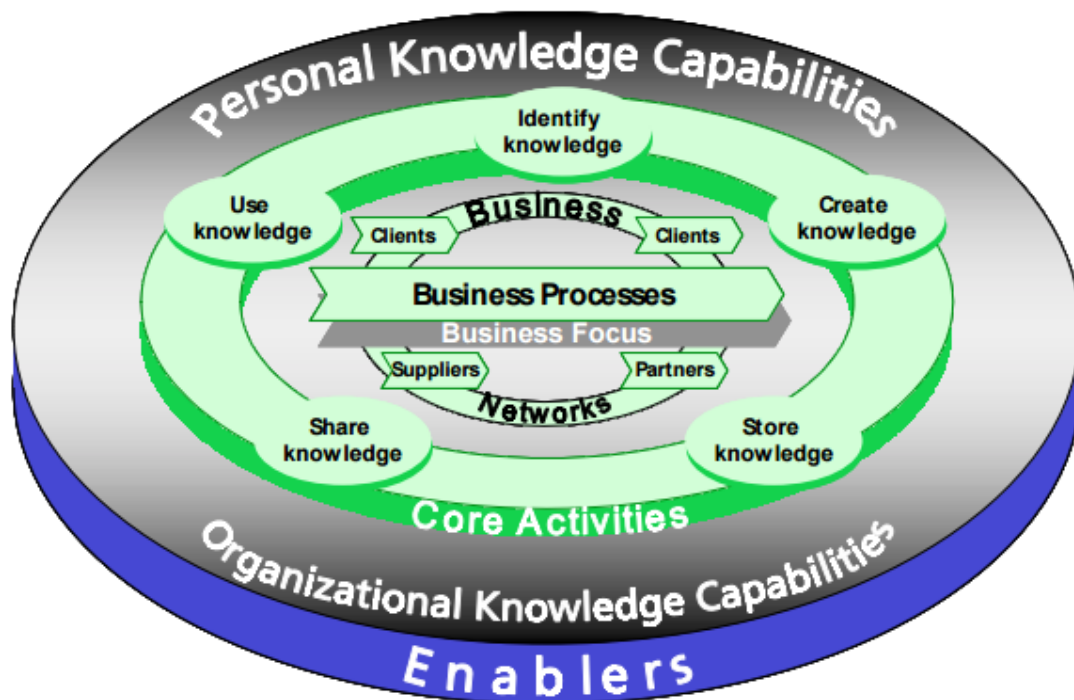 Personal Knowledge Capabilities
Identify
knowledge
Use
knowledge
Create
knowledge
Business
Clients
Clients
Business Processes
Business Focus
Suppliers
Partners
Networks
Share
knowledge
Store
knowledge
Core Activities
Organizational Knowledge Capabilities
Enablers